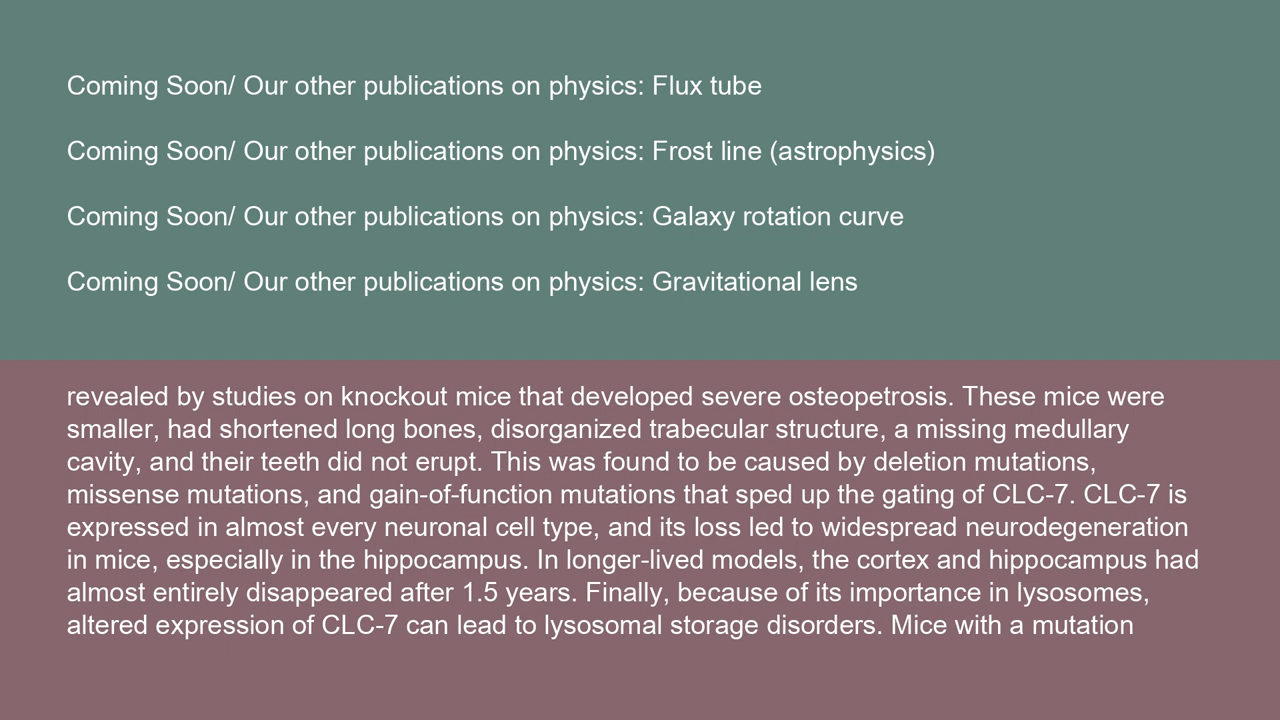 Coming Soon/ Our other publications on physics: Flux tube
Coming Soon/ Our other publications on physics: Frost line (astrophysics)
Coming Soon/ Our other publications on physics: Galaxy rotation curve
Coming Soon/ Our other publications on physics: Gravitational lens
revealed by studies on knockout mice that developed severe osteopetrosis. These mice were
smaller, had shortened long bones, disorganized trabecular structure, a missing medullary
cavity, and their teeth did not erupt. This was found to be caused by deletion mutations,
missense mutations, and gain-of-function mutations that sped up the gating of CLC-7. CLC-7 is
expressed in almost every neuronal cell type, and its loss led to widespread neurodegeneration
in mice, especially in the hippocampus. In longer-lived models, the cortex and hippocampus had
almost entirely disappeared after 1.5 years. Finally, because of its importance in lysosomes,
altered expression of CLC-7 can lead to lysosomal storage disorders. Mice with a mutation